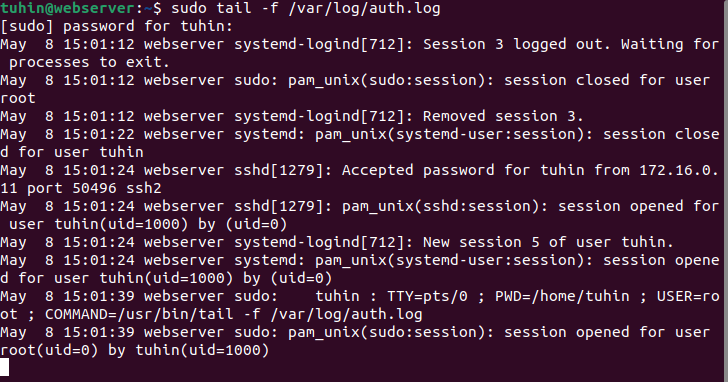 tuhin@webserver:~$ sudo tail -f /var/log/auth.log
[sudo] password for tuhin:
May  8 15:01:12 webserver systemd-logind[712]: Session 3 logged out. Waiting for
 processes to exit.
May  8 15:01:12 webserver sudo: pam_unix(sudo:session): session closed for user
root
May  8 15:01:12 webserver systemd-logind[712]: Removed session 3.
May  8 15:01:22 webserver systemd: pam_unix(systemd-user:session): session close
d for user tuhin
May  8 15:01:24 webserver sshd[1279]: Accepted password for tuhin from 172.16.0.
11 port 50496 ssh2
May  8 15:01:24 webserver sshd[1279]: pam_unix(sshd:session): session opened for
 user tuhin(uid=1000) by (uid=0)
May  8 15:01:24 webserver systemd-logind[712]: New session 5 of user tuhin.
May  8 15:01:24 webserver systemd: pam_unix(systemd-user:session): session opene
d for user tuhin(uid=1000) by (uid=0)
May  8 15:01:39 webserver sudo:    tuhin : TTY=pts/0 ; PWD=/home/tuhin ; USER=ro
ot ; COMMAND=/usr/bin/tail -f /var/log/auth.log
May  8 15:01:39 webserver sudo: pam_unix(sudo:session): session opened for user
root(uid=0) by tuhin(uid=1000)